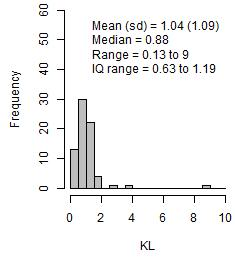 Mean (sd) = 1.04 (1.09)
Median = 0.88
Range = 0.13 to 9
IQ range = 0.63 to 1.19
Frequency
60
50
40
30
20
10
0
0 2 4 6 8 10
KL